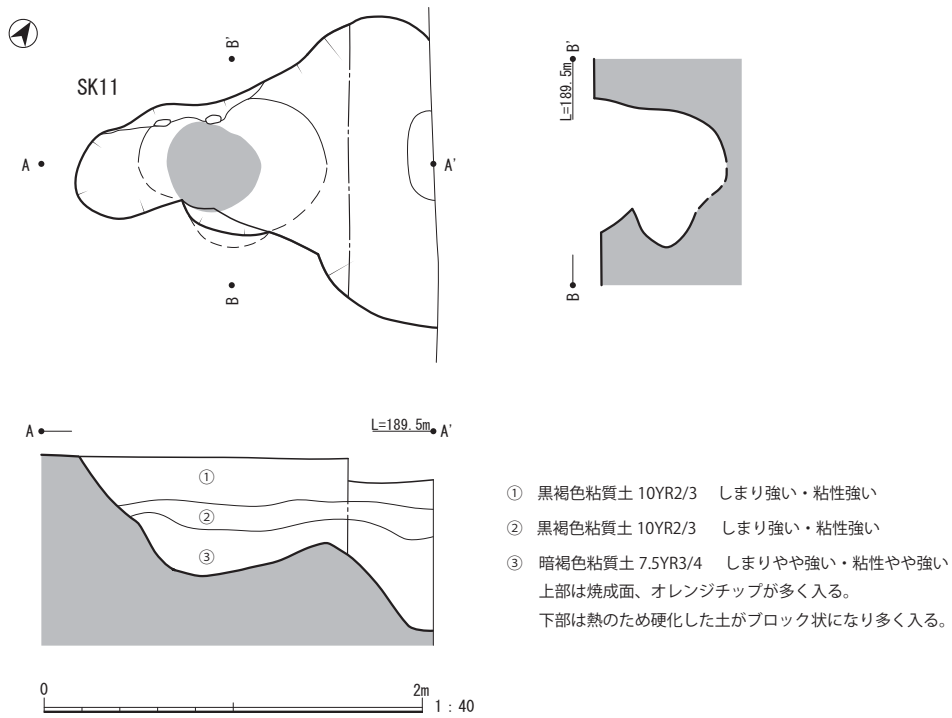 SK11
A
A'
B'
B
L=189.5m
B'
B
A
L=189.5m
A'
①
②
③
① 黒褐色粘質土 10YR2/3 しまり強い・粘性強い
② 黒褐色粘質土 10YR2/3 しまり強い・粘性強い
③ 暗褐色粘質土 7.5YR3/4 しまりやや強い・粘性やや強い
上部は焼成面、オレンジチップが多く入る。
下部は熱のため硬化した土がブロック状になり多く入る。
0
2m
1：40